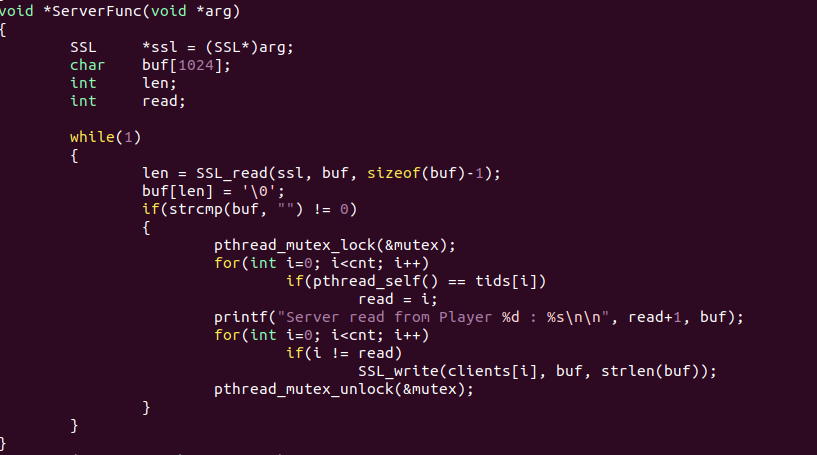 void *ServerFunc(void *arg)
{
        SSL     *ssl = (SSL*)arg;
        char    buf[1024];
        int     len;
        int     read;

        while(1)
        {
                len = SSL_read(ssl, buf, sizeof(buf)-1);
                buf[len] = '\0';
                if(strcmp(buf, "") != 0)
                {
                        pthread_mutex_lock(&mutex);
                        for(int i=0; i<cnt; i++)
                                if(pthread_self() == tids[i])
                                        read = i;
                        printf("Server read from Player %d : %s\n\n", read+1, buf);
                        for(int i=0; i<cnt; i++)
                                if(i != read)
                                        SSL_write(clients[i], buf, strlen(buf));
                        pthread_mutex_unlock(&mutex);
                }
        }
}